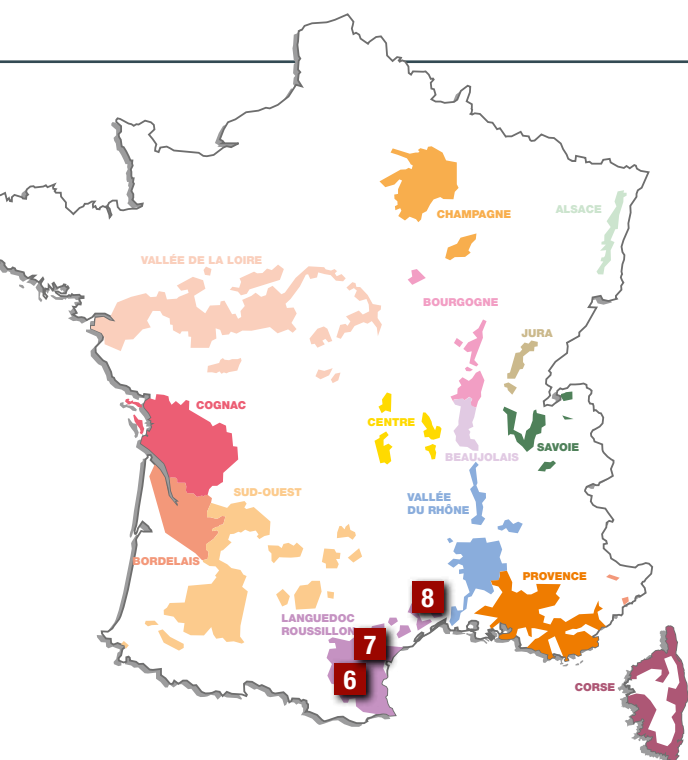 CHAMPAGNE
ALSACE
VALLÉE DE LA LOIRE
BOURGOGNE
JURA
COGNAC
CENTRE
SAVOIE
BEAUJOLAIS
SUD-OUEST
VALLÉE
DU RHÔNE
BORDELAIS
PROVENCE
8
LANGUEDOC
ROUSSILLON
7
6
CORSE